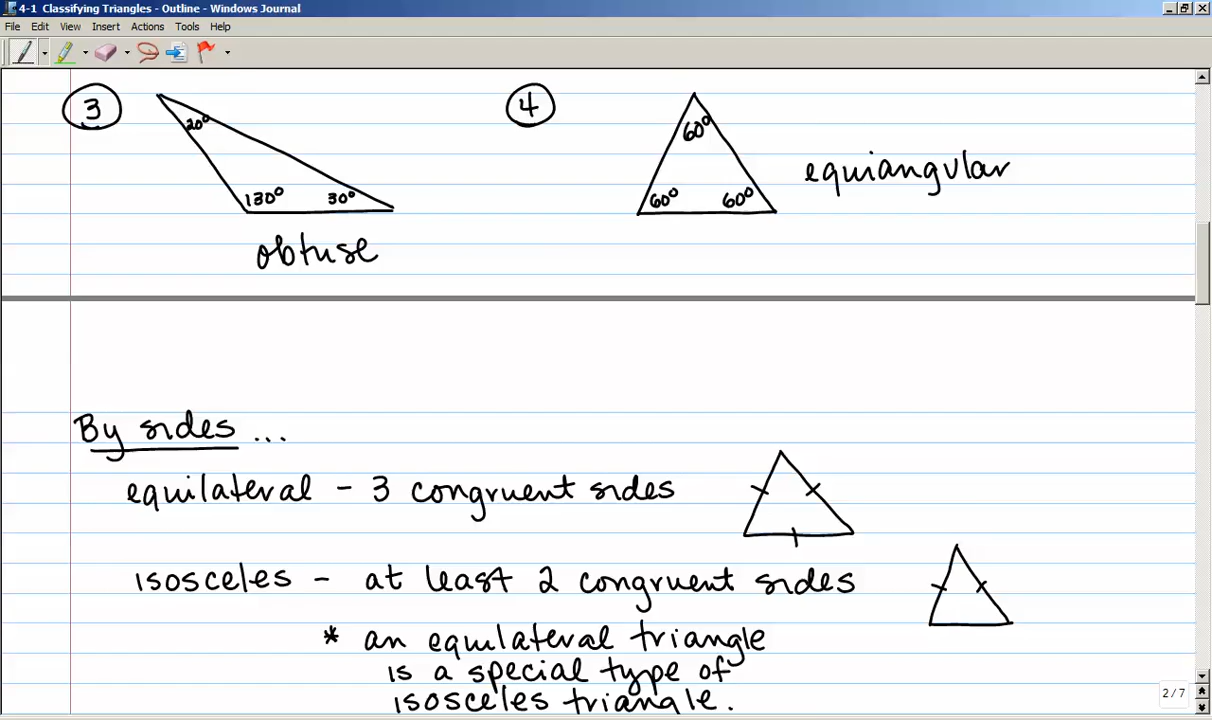 4-1 Classifying Triangles - Outline - Windows Journal
File Edit View Insert Actions Tools Help
3
20°
130° 30°
obtuse
4
60°
60° 60°
equiangular
By sides ...
equilateral - 3 congruent sides
isosceles - at least 2 congruent sides
* an equilateral triangle
is a special type of
isosceles triangle.
2 / 7